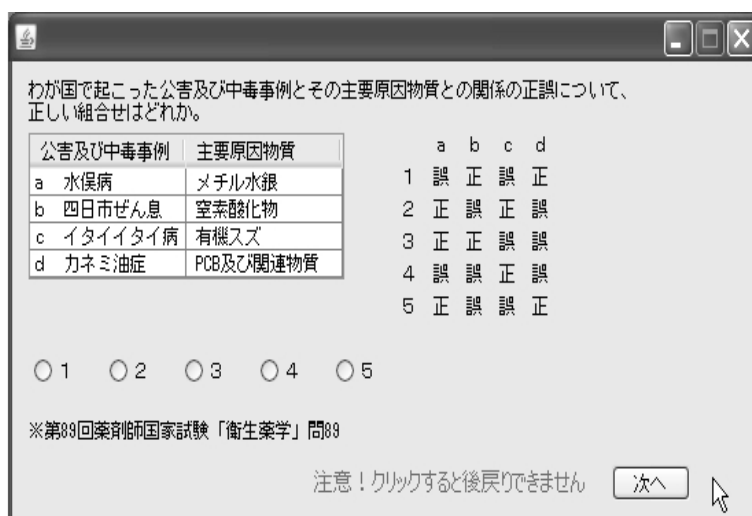 わが国で起こった公害及び中毒事例とその主要原因物質との関係の正誤について、
正しい組合せはどれか。
公害及び中毒事例 主要原因物質
a 水俣病 メチル水銀
b 四日市ぜん息 窒素酸化物
c イタイイタイ病 有機スズ
d カネミ油症 PCB及び関連物質
a b c d
1 誤 正 誤 正
2 正 誤 正 誤
3 正 正 誤 誤
4 誤 誤 正 誤
5 正 誤 誤 正
1 2 3 4 5
※第89回薬剤師国家試験「衛生薬学」問89
注意！クリックすると後戻りできません 次へ